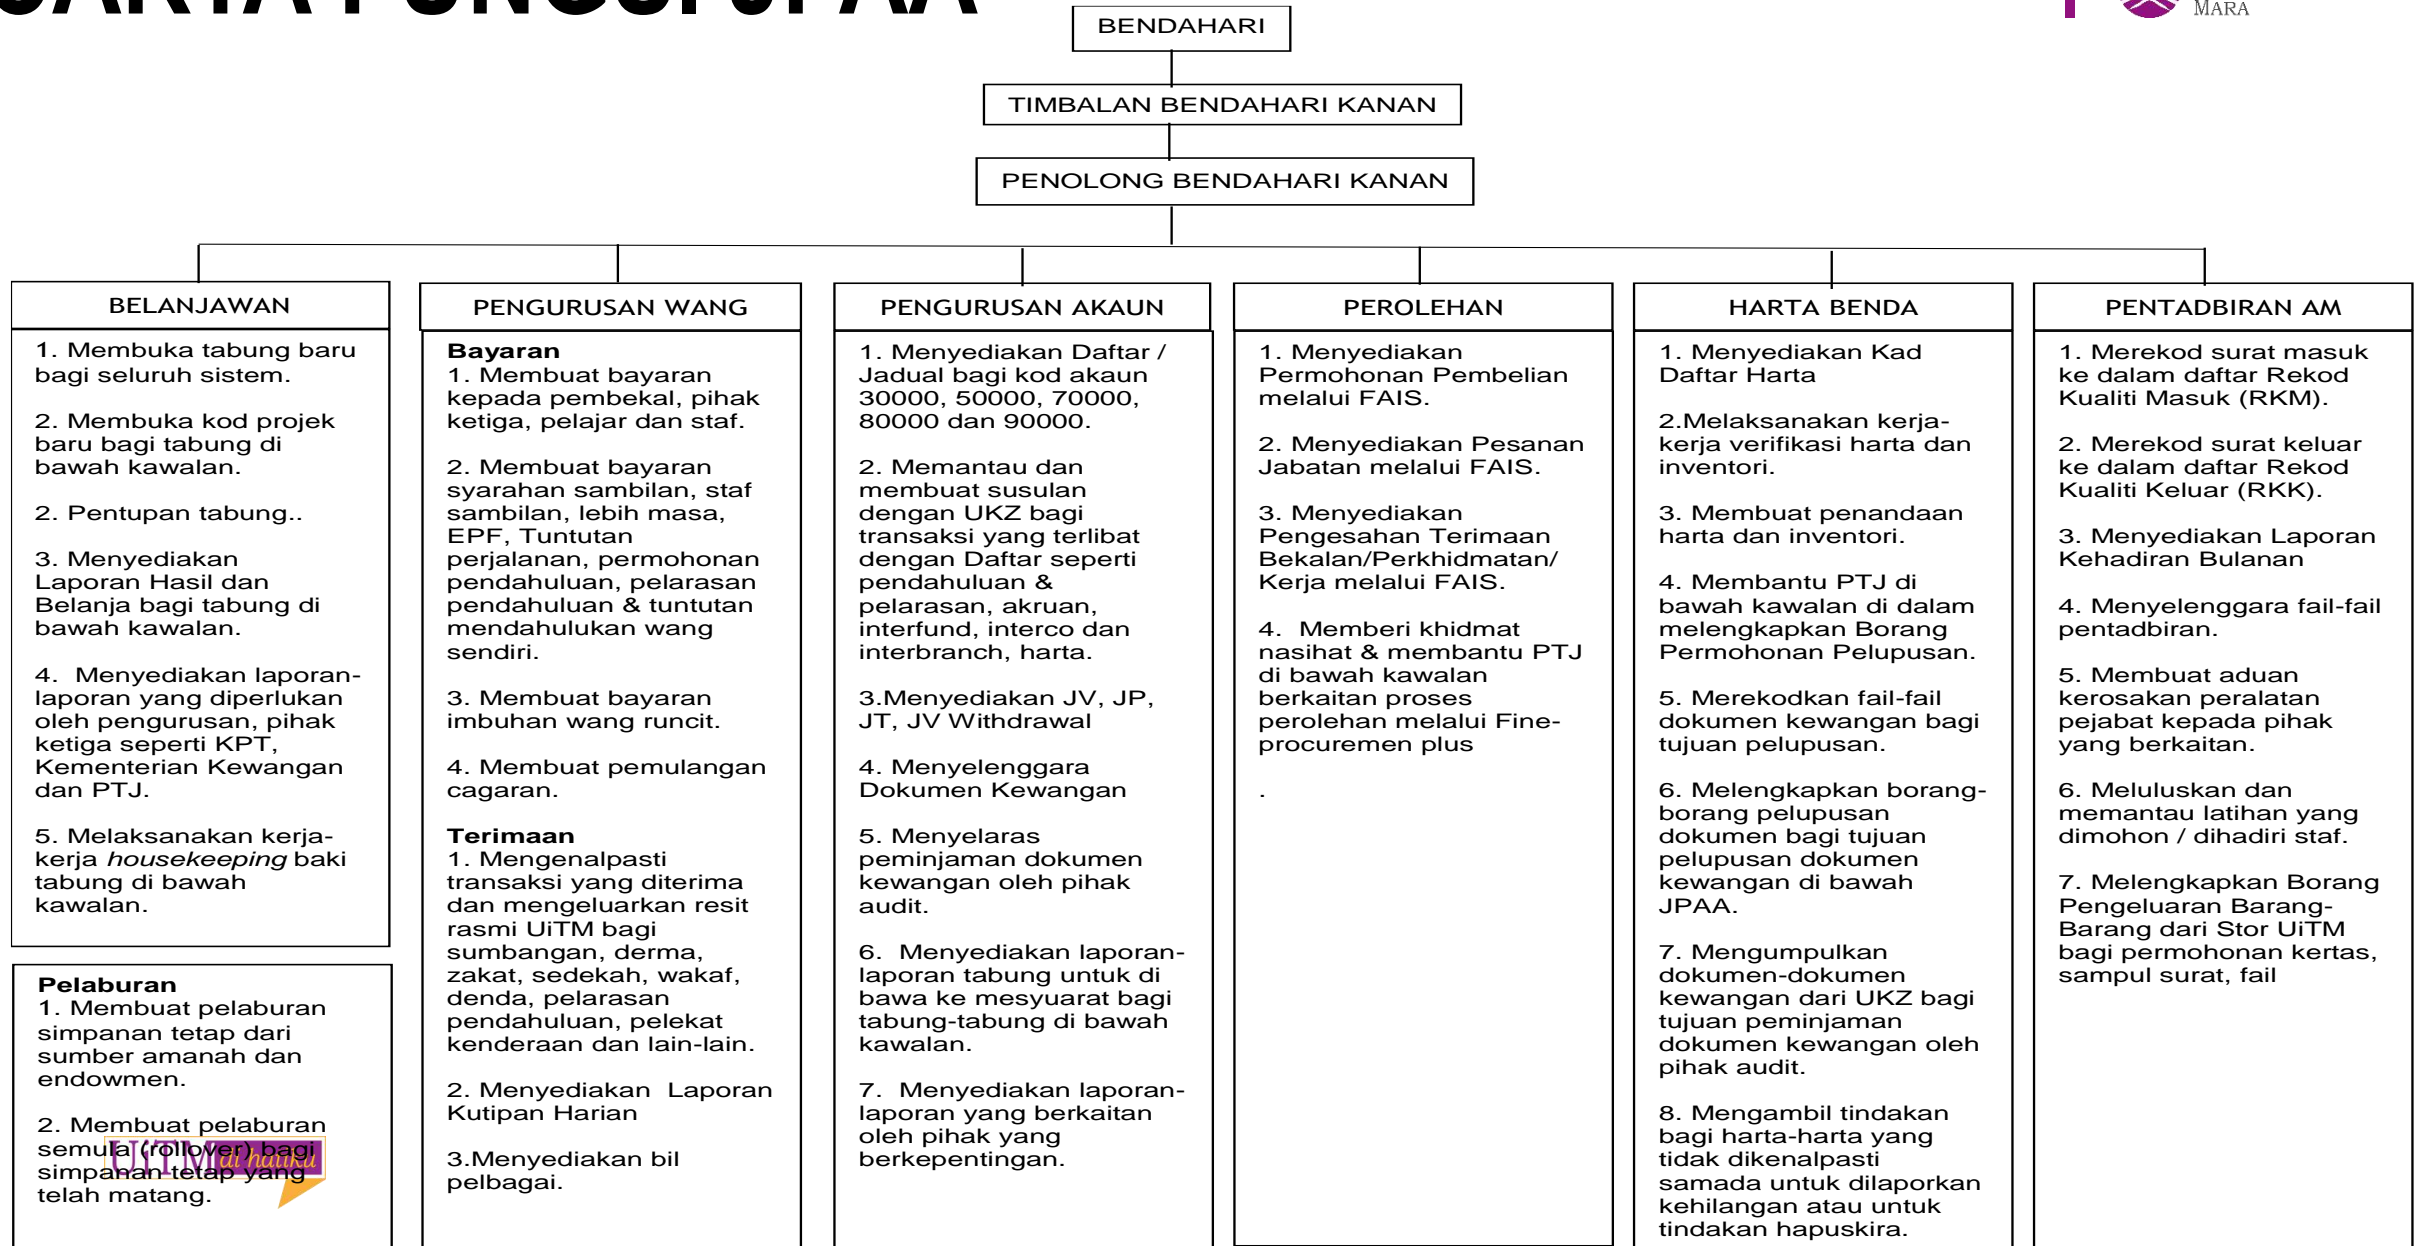 CARTA FUNGSI JPAA
MARA
BENDAHARI
TIMBALAN BENDAHARI KANAN
PENOLONG BENDAHARI KANAN
BELANJAWAN
1. Membuka tabung baru
bagi seluruh sistem.
2. Membuka kod projek
baru bagi tabung di
bawah kawalan.
2. Pentupan tabung..
3. Menyediakan
Laporan Hasil dan
Belanja bagi tabung di
bawah kawalan.
4. Menyediakan laporan-
laporan yang diperlukan
oleh pengurusan, pihak
ketiga seperti KPT,
Kementerian Kewangan
dan PTJ.
5. Melaksanakan kerja-
kerja housekeeping baki
tabung di bawah
kawalan.
Pelaburan
1. Membuat pelaburan
simpanan tetap dari
sumber amanah dan
endowmen.
2. Membuat pelaburan
semula (rollover) bagi
simpanan tetap yang
telah matang.
UiTM di hatiku
PENGURUSAN WANG
Bayaran
1. Membuat bayaran
kepada pembekal, pihak
ketiga, pelajar dan staf.
2. Membuat bayaran
syarahan sambilan, staf
sambilan, lebih masa,
EPF, Tuntutan
perjalanan, permohonan
pendahuluan, pelarasan
pendahuluan & tuntutan
mendahulukan wang
sendiri.
3. Membuat bayaran
imbuhan wang runcit.
4. Membuat pemulangan
cagaran.
Terimaan
1. Mengenalpasti
transaksi yang diterima
dan mengeluarkan resit
rasmi UiTM bagi
sumbangan, derma,
zakat, sedekah, wakaf,
denda, pelarasan
pendahuluan, pelekat
kenderaan dan lain-lain.
2. Menyediakan Laporan
Kutipan Harian
3.Menyediakan bil
pelbagai.
PENGURUSAN AKAUN
1. Menyediakan Daftar /
Jadual bagi kod akaun
30000, 50000, 70000,
80000 dan 90000.
2. Memantau dan
membuat susulan
dengan UKZ bagi
transaksi yang terlibat
dengan Daftar seperti
pendahuluan &
pelarasan, akruan,
interfund, interco dan
interbranch, harta.
3.Menyediakan JV, JP,
JT, JV Withdrawal
4. Menyelenggara
Dokumen Kewangan
5. Menyelaras
peminjaman dokumen
kewangan oleh pihak
audit.
6. Menyediakan laporan-
laporan tabung untuk di
bawa ke mesyuarat bagi
tabung-tabung di bawah
kawalan.
7. Menyediakan laporan-
laporan yang berkaitan
oleh pihak yang
berkepentingan.
PEROLEHAN
1. Menyediakan
Permohonan Pembelian
melalui FAIS.
2. Menyediakan Pesanan
Jabatan melalui FAIS.
3. Menyediakan
Pengesahan Terimaan
Bekalan/Perkhidmatan/
Kerja melalui FAIS.
4. Memberi khidmat
nasihat & membantu PTJ
di bawah kawalan
berkaitan proses
perolehan melalui Fine-
procuremen plus
.
HARTA BENDA
1. Menyediakan Kad
Daftar Harta
2.Melaksanakan kerja-
kerja verifikasi harta dan
inventori.
3. Membuat penandaan
harta dan inventori.
4. Membantu PTJ di
bawah kawalan di dalam
melengkapkan Borang
Permohonan Pelupusan.
5. Merekodkan fail-fail
dokumen kewangan bagi
tujuan pelupusan.
6. Melengkapkan borang-
borang pelupusan
dokumen bagi tujuan
pelupusan dokumen
kewangan di bawah
JPAA.
7. Mengumpulkan
dokumen-dokumen
kewangan dari UKZ bagi
tujuan peminjaman
dokumen kewangan oleh
pihak audit.
8. Mengambil tindakan
bagi harta-harta yang
tidak dikenalpasti
samada untuk dilaporkan
kehilangan atau untuk
tindakan hapuskira.
PENTADBIRAN AM
1. Merekod surat masuk
ke dalam daftar Rekod
Kualiti Masuk (RKM).
2. Merekod surat keluar
ke dalam daftar Rekod
Kualiti Keluar (RKK).
3. Menyediakan Laporan
Kehadiran Bulanan
4. Menyelenggara fail-fail
pentadbiran.
5. Membuat aduan
kerosakan peralatan
pejabat kepada pihak
yang berkaitan.
6. Meluluskan dan
memantau latihan yang
dimohon / dihadiri staf.
7. Melengkapkan Borang
Pengeluaran Barang-
Barang dari Stor UiTM
bagi permohonan kertas,
sampul surat, fail